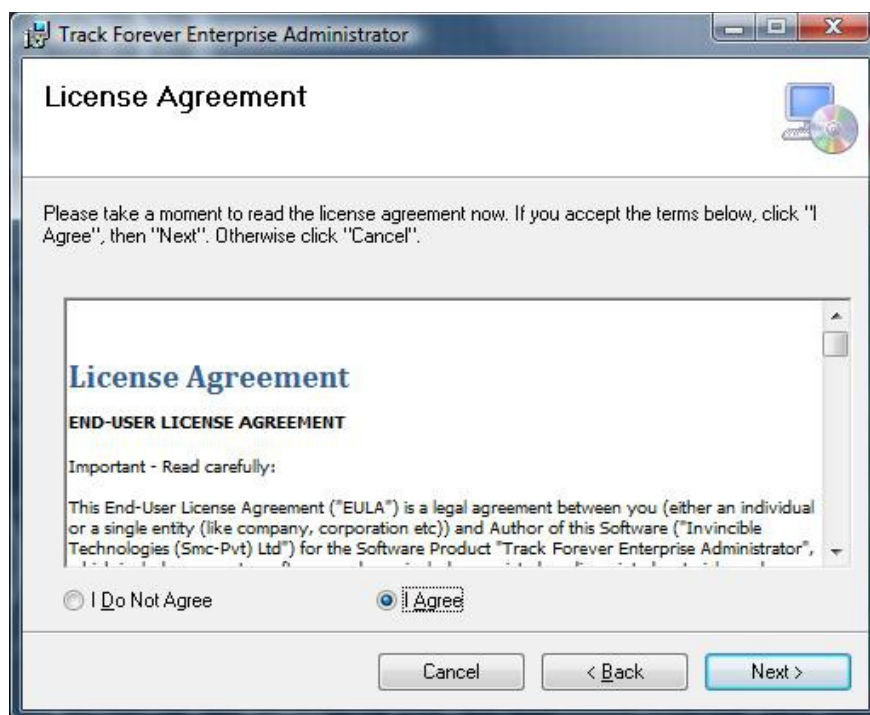 Track Forever Enterprise Administrator
License Agreement
Please take a moment to read the license agreement now. If you accept the terms below, click "I
Agree", then "Next". Otherwise click "Cancel".
License Agreement
END-USER LICENSE AGREEMENT
Important - Read carefully:
This End-User License Agreement ("EULA") is a legal agreement between you (either an individual
or a single entity (like company, corporation etc)) and Author of this Software ("Invincible
Technologies (Smc-Pvt) Ltd") for the Software Product "Track Forever Enterprise Administrator",
I Do Not Agree
I Agree
Cancel
< Back
Next >